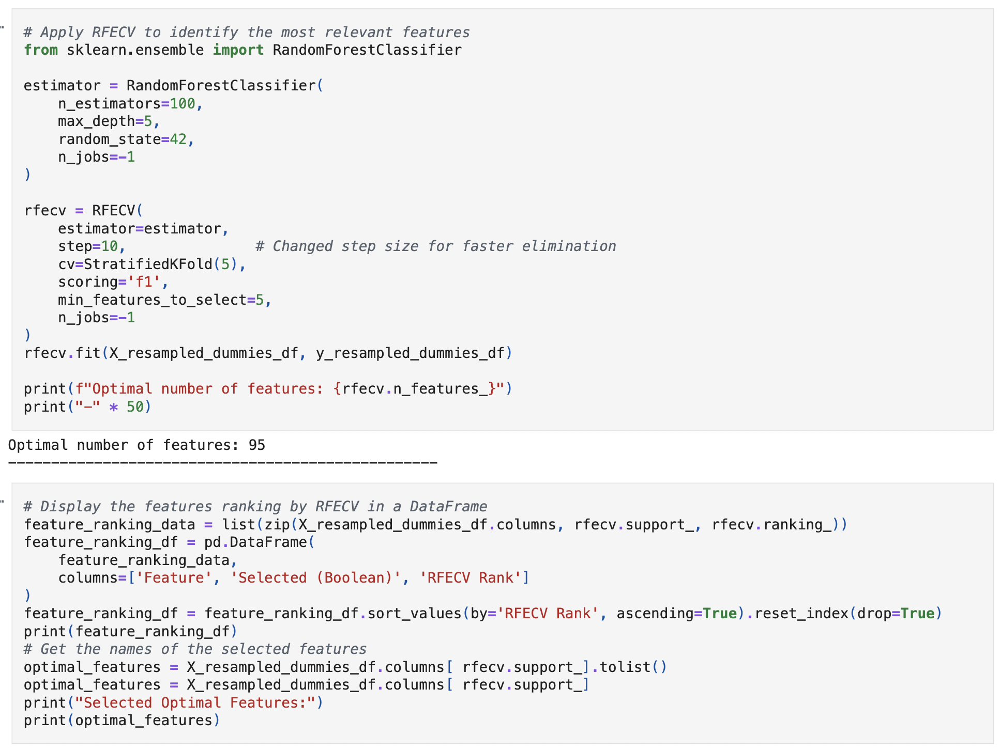 # Apply RFECV to identify the most relevant features
from sklearn.ensemble import RandomForestClassifier
estimator = RandomForestClassifier(
    n_estimators=100,
    max_depth=5,
    random_state=42,
    n_jobs=-1
)
rfecv = RFECV(
    estimator=estimator,
    step=10,               # Changed step size for faster elimination
    cv=StratifiedKFold(5),
    scoring='f1',
    min_features_to_select=5,
    n_jobs=-1
)
rfecv.fit(X_resampled_dummies_df, y_resampled_dummies_df)
print(f"Optimal number of features: {rfecv.n_features_}")
print("-" * 50)
Optimal number of features: 95
--------------------------------------------------
# Display the features ranking by RFECV in a DataFrame
feature_ranking_data = list(zip(X_resampled_dummies_df.columns, rfecv.support_, rfecv.ranking_))
feature_ranking_df = pd.DataFrame(
    feature_ranking_data,
    columns=['Feature', 'Selected (Boolean)', 'RFECV Rank']
)
feature_ranking_df = feature_ranking_df.sort_values(by='RFECV Rank', ascending=True).reset_index(drop=True)
print(feature_ranking_df)
# Get the names of the selected features
optimal_features = X_resampled_dummies_df.columns[ rfecv.support_].tolist()
optimal_features = X_resampled_dummies_df.columns[ rfecv.support_]
print("Selected Optimal Features:")
print(optimal_features)